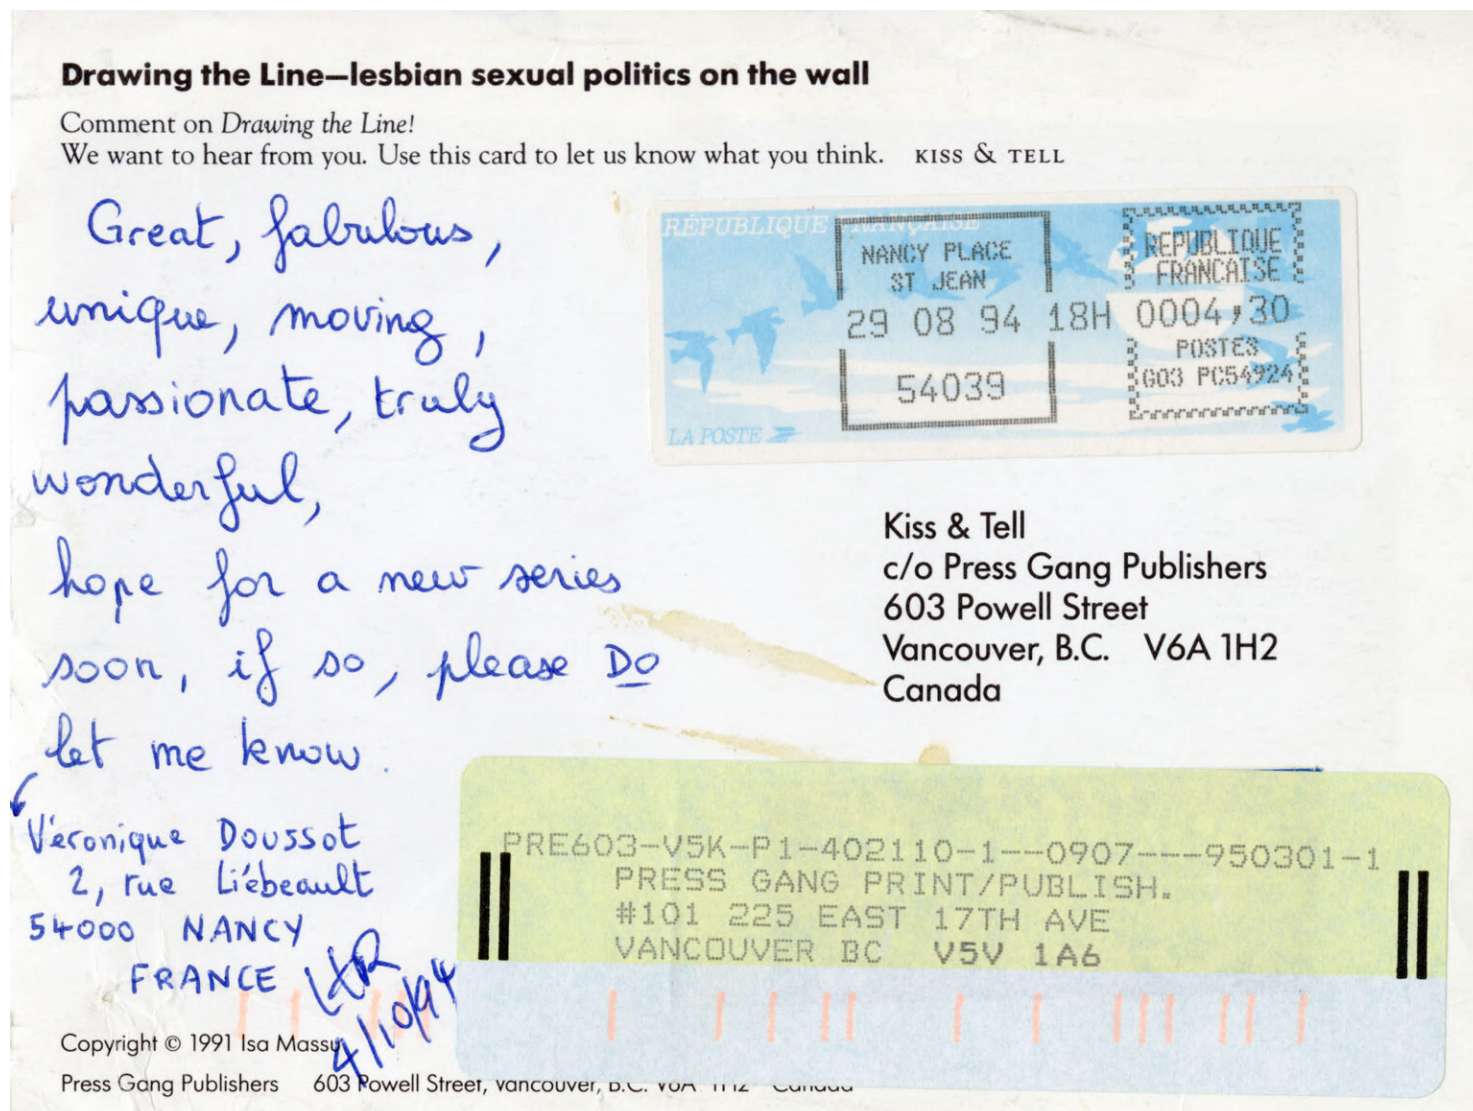 Drawing the Line—lesbian sexual politics on the wall
Comment on Drawing the Line!
We want to hear from you. Use this card to let us know what you think. KISS & TELL
Great, fabulous,
unique, moving,
passionate, truly
wonderful,
hope for a new series
soon, if so, please Do
let me know.
Véronique Doussot
2, rue Liébeault
54000 NANCY
FRANCE
4/10/94
RÉPUBLIQUE FRANÇAISE
NANCY PLACE
ST JEAN
29 08 94 18H
54039
LA POSTE
REPUBLIQUE
FRANCAISE
0004,30
POSTES
G03 PC54924
Kiss & Tell
c/o Press Gang Publishers
603 Powell Street
Vancouver, B.C. V6A 1H2
Canada
PRE603-V5K-P1-402110-1--0907---950301-1
PRESS GANG PRINT/PUBLISH.
#101 225 EAST 17TH AVE
VANCOUVER BC V5V 1A6
Copyright © 1991 Isa Massu
Press Gang Publishers 603 Powell Street, Vancouver, B.C. V6A 1H2 Canada